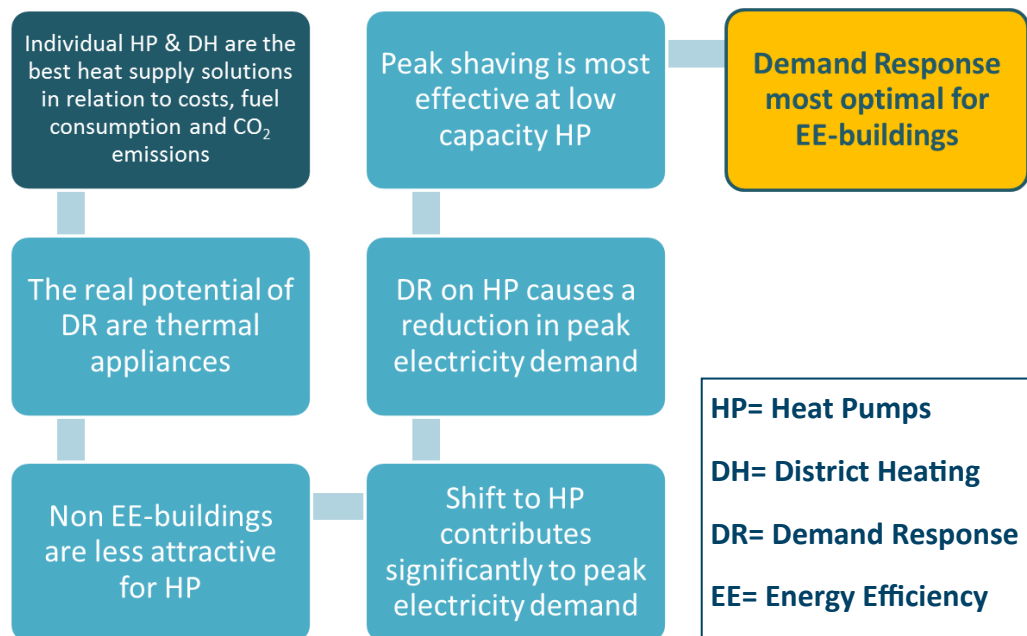 Individual HP & DH are the
best heat supply solutions
in relation to costs, fuel
consumption and CO₂
emissions
The real potential of
DR are thermal
appliances
Non EE-buildings
are less attractive
for HP
Shift to HP
contributes
significantly to peak
electricity demand
DR on HP causes a
reduction in peak
electricity demand
Peak shaving is most
effective at low
capacity HP
Demand Response
most optimal for
EE-buildings
HP= Heat Pumps
DH= District Heating
DR= Demand Response
EE= Energy Efficiency